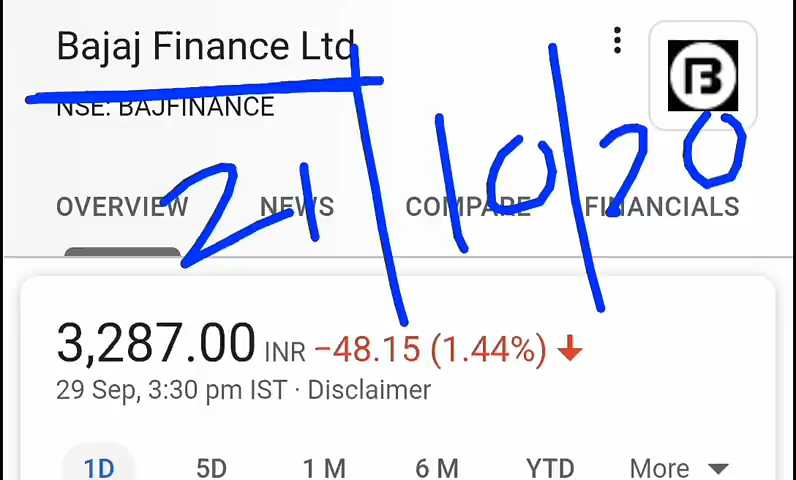 Bajaj Finance Ltd
NSE: BAJFINANCE
21/10/20
OVERVIEW NEWS COMPARE FINANCIALS
3,287.00 INR −48.15 (1.44%) ↓
29 Sep, 3:30 pm IST · Disclaimer
1D 5D 1 M 6 M YTD More